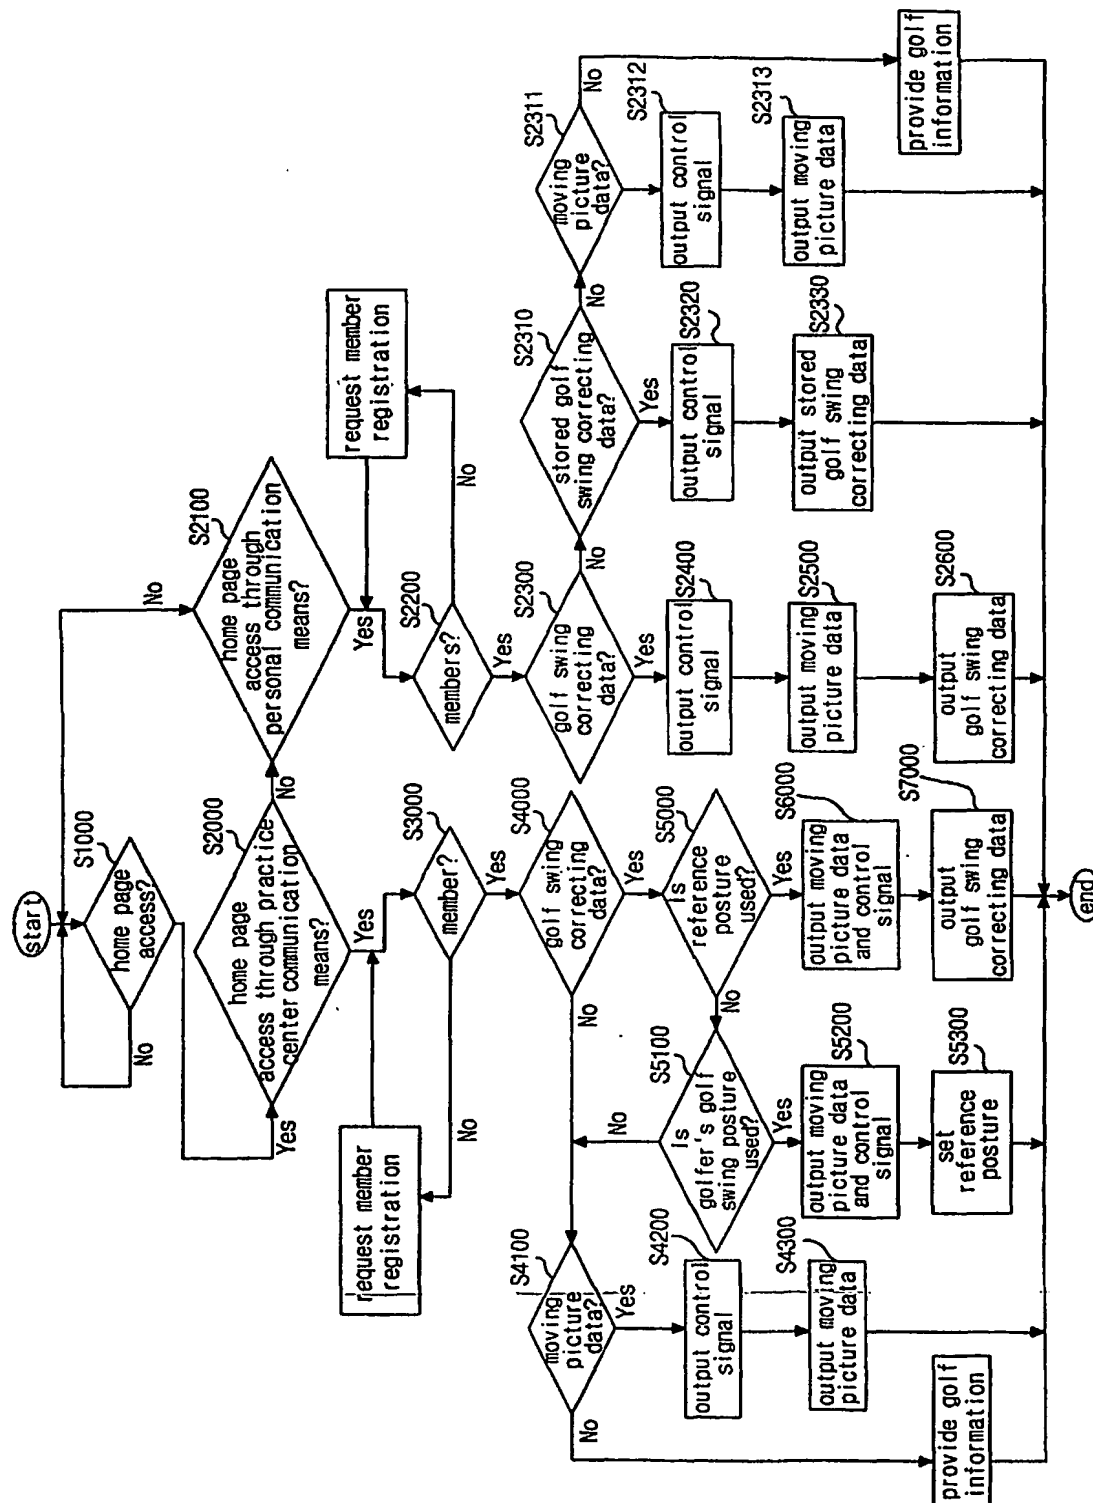 start
S1000
home page
access?
No
Yes
S2000
home page
access through practice
center communication
means?
No
Yes
S2100
home page
access through
personal communication
means?
No
Yes
request member
registration
S3000
member?
No
Yes
request member
registration
S2200
members?
No
Yes
S4000
golf swing
correcting
data?
No
Yes
S2300
golf swing
correcting
data?
No
Yes
S2310
stored golf
swing correcting
data?
No
Yes
S2311
moving
picture
data?
No
S4100
moving
picture
data?
No
Yes
S5100
Is
golfer's golf
swing posture
used?
No
Yes
S5000
Is
reference
posture
used?
No
Yes
S2400
output control
signal
S2320
output control
signal
S2312
output control
signal
S4200
output control
signal
S5200
output moving
picture data
and control
signal
S6000
output moving
picture data
and control
signal
S2500
output moving
picture data
S2330
output stored
golf swing
correcting data
S2313
output moving
picture data
S4300
output moving
picture data
provide golf
information
S5300
set
reference
posture
S7000
output
golf swing
correcting data
S2600
output
golf swing
correcting data
provide golf
information
end